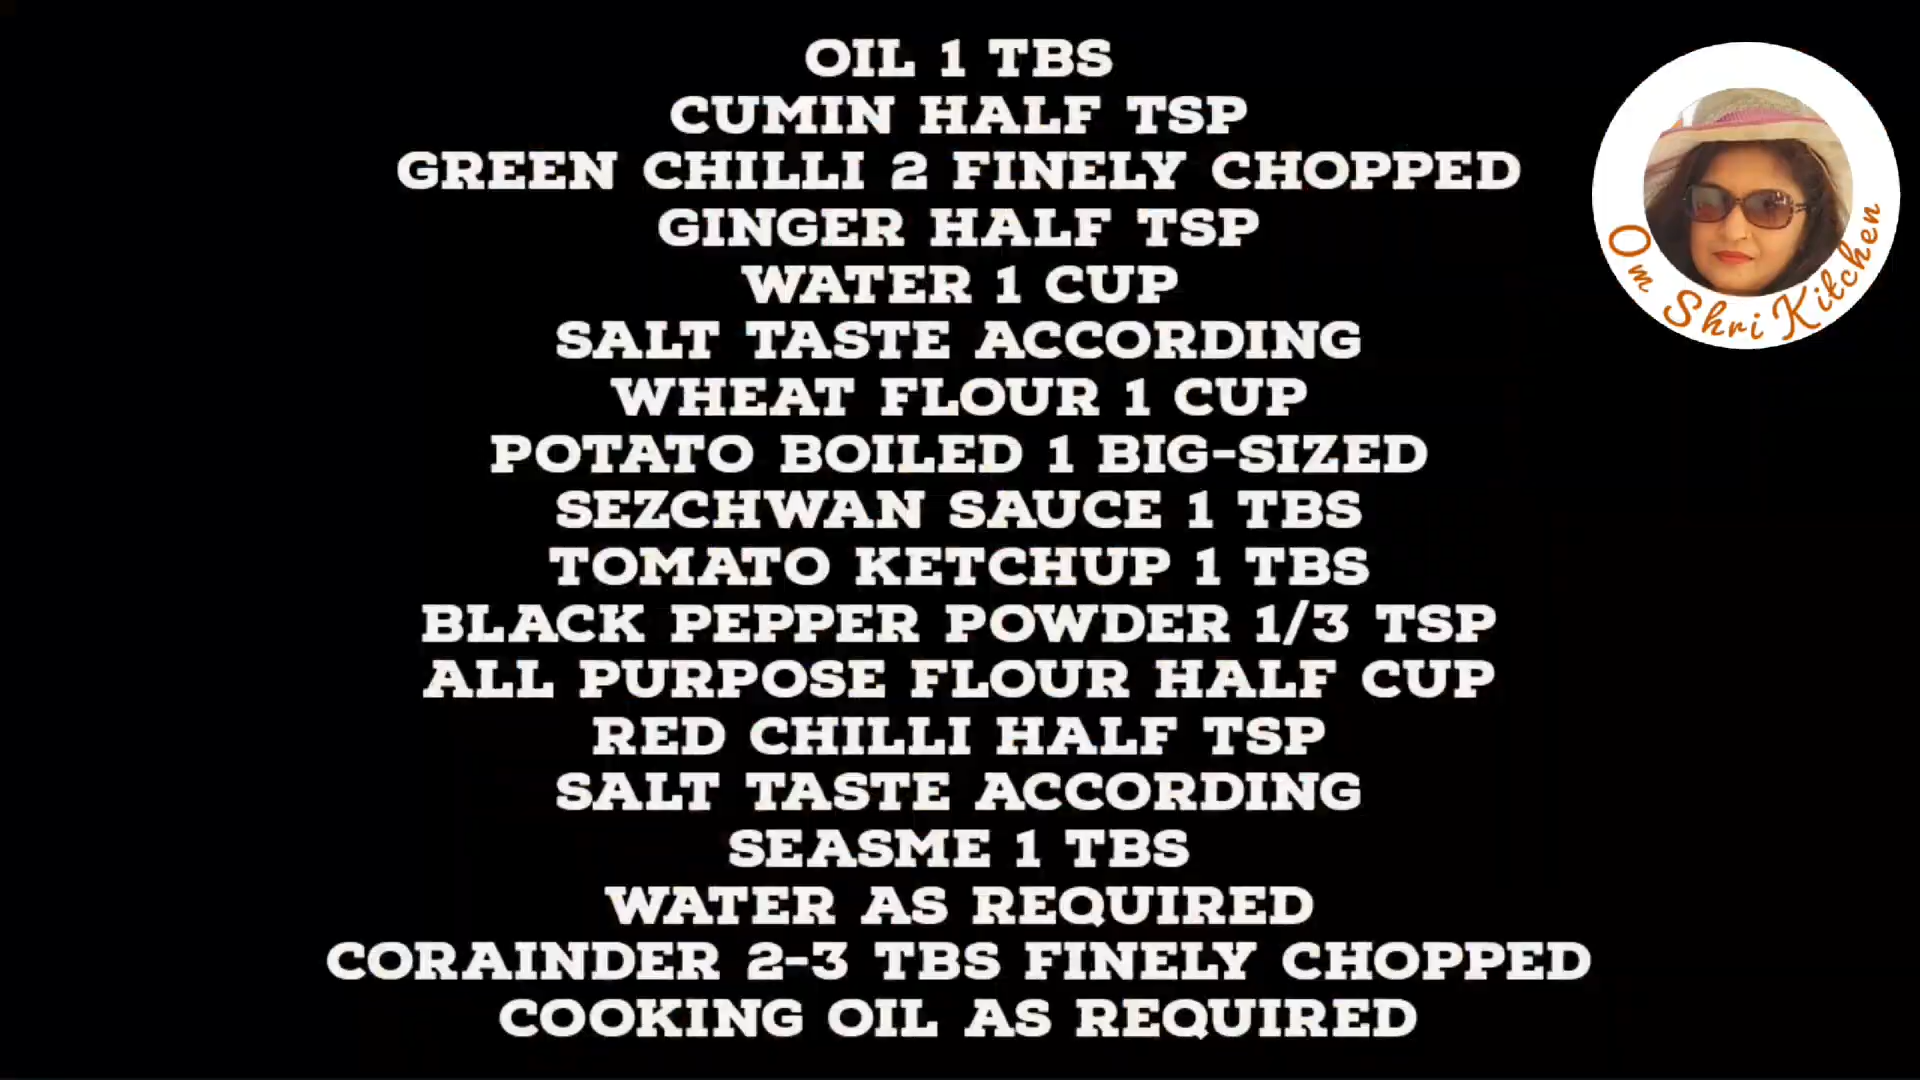 OIL 1 TBS
CUMIN HALF TSP
GREEN CHILLI 2 FINELY CHOPPED
GINGER HALF TSP
WATER 1 CUP
SALT TASTE ACCORDING
WHEAT FLOUR 1 CUP
POTATO BOILED 1 BIG-SIZED
SEZCHWAN SAUCE 1 TBS
TOMATO KETCHUP 1 TBS
BLACK PEPPER POWDER 1/3 TSP
ALL PURPOSE FLOUR HALF CUP
RED CHILLI HALF TSP
SALT TASTE ACCORDING
SEASME 1 TBS
WATER AS REQUIRED
CORAINDER 2-3 TBS FINELY CHOPPED
COOKING OIL AS REQUIRED
Om Shri Kitchen